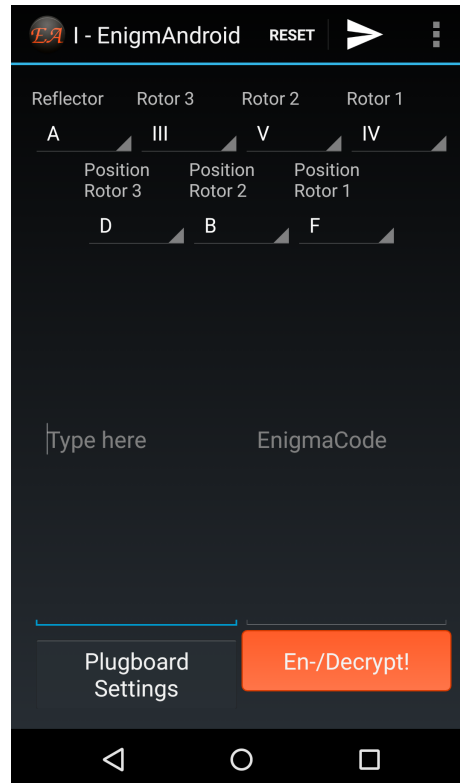 EA I - EnigmAndroid RESET
Reflector Rotor 3 Rotor 2 Rotor 1
A III V IV
Position Position Position
Rotor 3 Rotor 2 Rotor 1
D B F
Type here EnigmaCode
Plugboard En-/Decrypt!
Settings